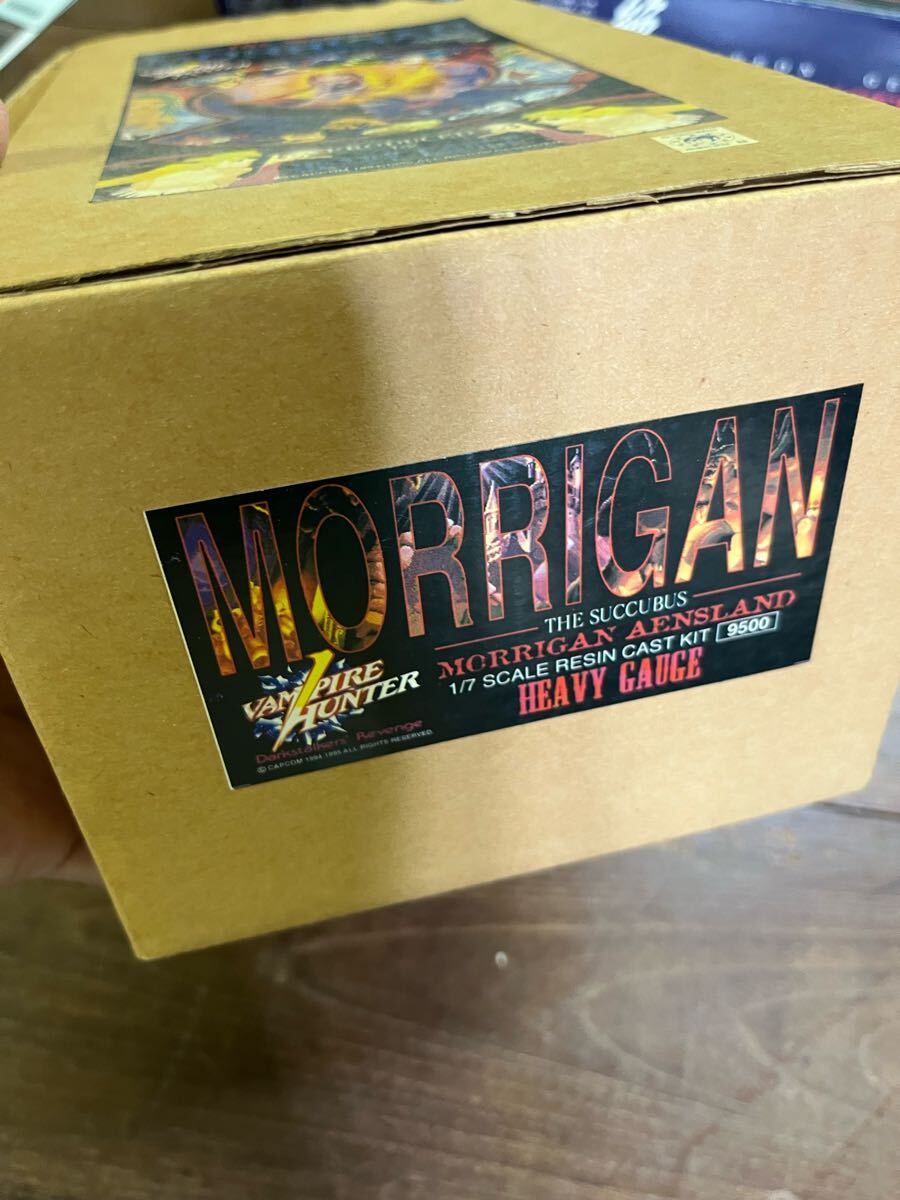 MORRIGAN
THE SUCCUBUS
MORRIGAN AENSLAND
1/7 SCALE RESIN CAST KIT 9500
HEAVY GAUGE
VAMPIRE
HUNTER
Darkstalkers' Revenge
© CAPCOM 1994 1995 ALL RIGHTS RESERVED.